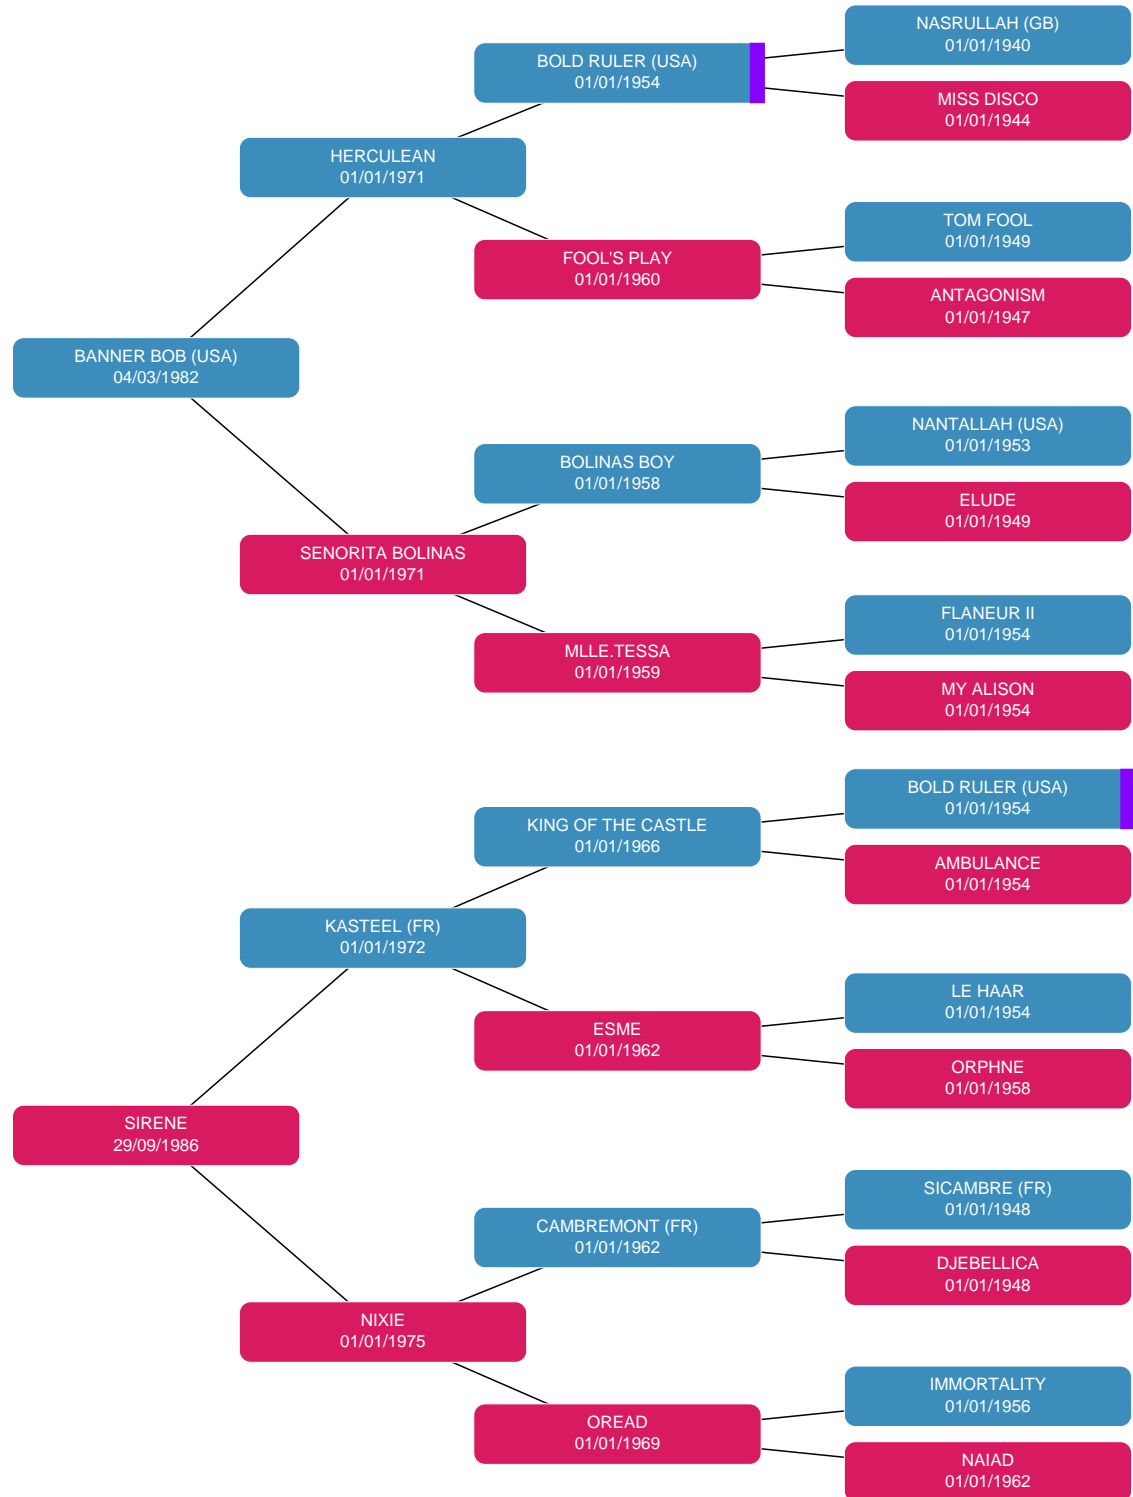 NASRULLAH (GB)
01/01/1940
BOLD RULER (USA)
01/01/1954
MISS DISCO
01/01/1944
HERCULEAN
01/01/1971
TOM FOOL
01/01/1949
FOOL'S PLAY
01/01/1960
ANTAGONISM
01/01/1947
BANNER BOB (USA)
04/03/1982
NANTALLAH (USA)
01/01/1953
BOLINAS BOY
01/01/1958
ELUDE
01/01/1949
SENORITA BOLINAS
01/01/1971
FLANEUR II
01/01/1954
MLLE.TESSA
01/01/1959
MY ALISON
01/01/1954
BOLD RULER (USA)
01/01/1954
KING OF THE CASTLE
01/01/1966
AMBULANCE
01/01/1954
KASTEEL (FR)
01/01/1972
LE HAAR
01/01/1954
ESME
01/01/1962
ORPHNE
01/01/1958
SIRENE
29/09/1986
SICAMBRE (FR)
01/01/1948
CAMBREMONT (FR)
01/01/1962
DJEBELLICA
01/01/1948
NIXIE
01/01/1975
IMMORTALITY
01/01/1956
OREAD
01/01/1969
NAIAD
01/01/1962